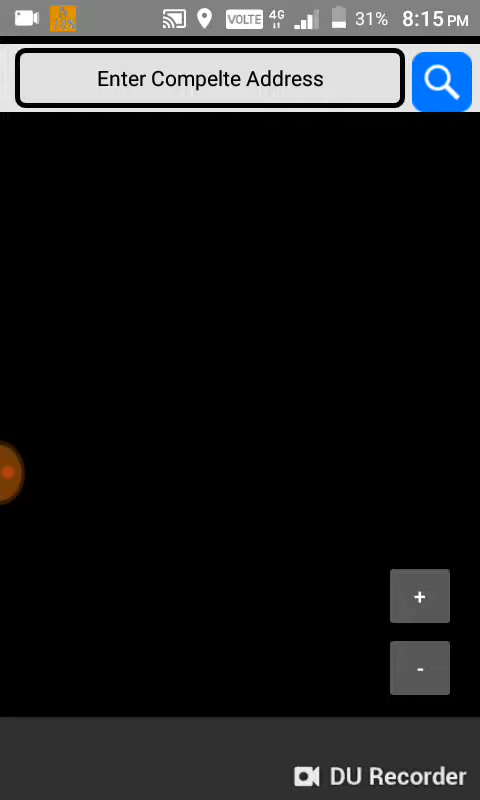 VOLTE 4G 31% 8:15 PM
Enter Compelte Address
+
-
DU Recorder